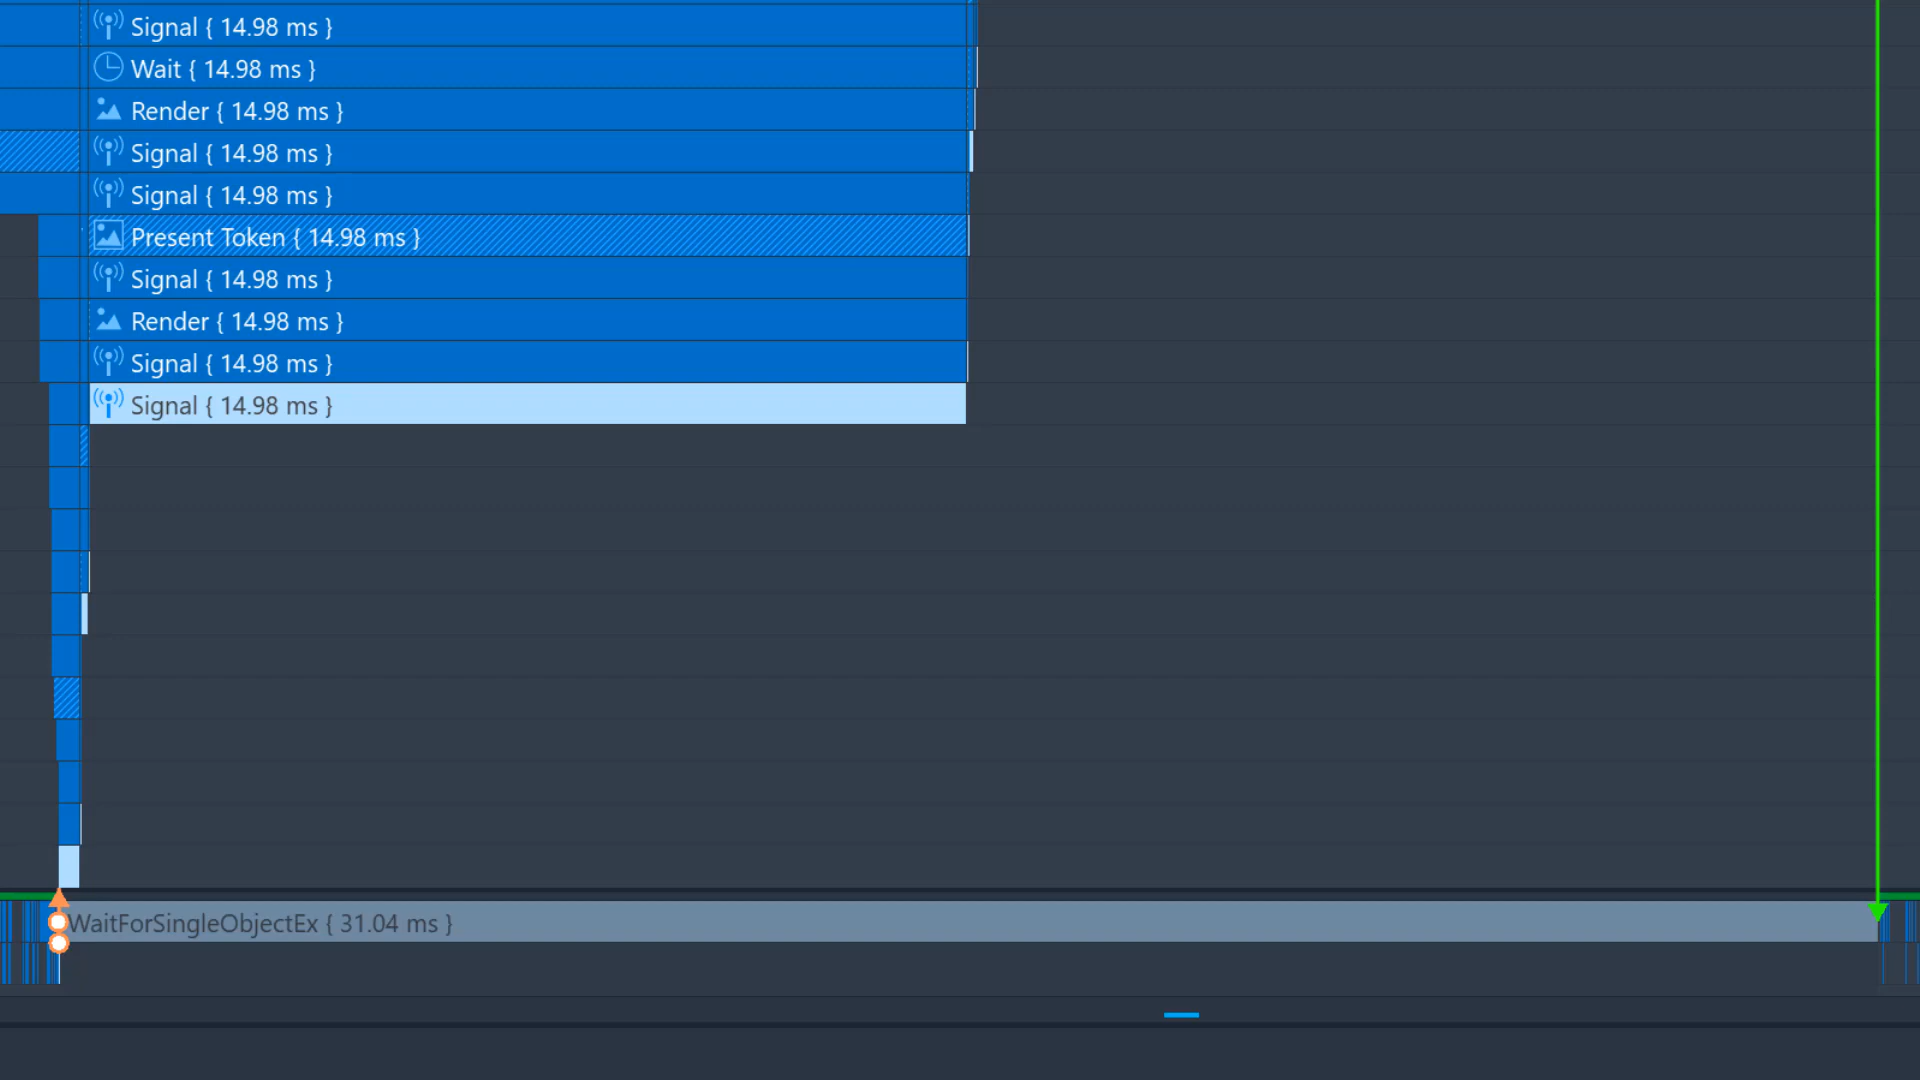 Signal { 14.98 ms }
Wait { 14.98 ms }
Render { 14.98 ms }
Signal { 14.98 ms }
Signal { 14.98 ms }
Present Token { 14.98 ms }
Signal { 14.98 ms }
Render { 14.98 ms }
Signal { 14.98 ms }
Signal { 14.98 ms }
WaitForSingleObjectEx { 31.04 ms }